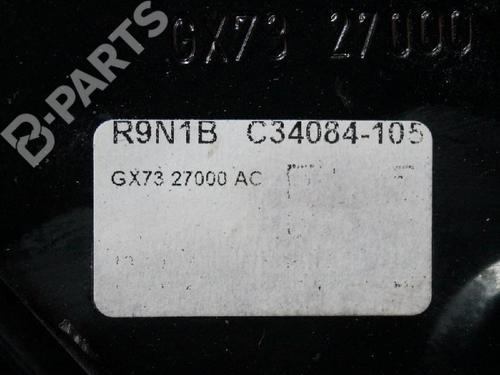 GX73 27000
B-PARTS
R9N1B C34084-105
GX73 27000 AC